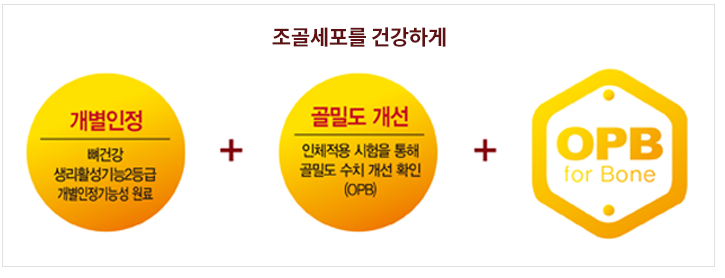 조골세포를 건강하게
개별인정
뼈건강
생리활성기능2등급
개별인정기능성 원료
+
골밀도 개선
인체적용 시험을 통해
골밀도 수치 개선 확인
(OPB)
+
OPB
for Bone